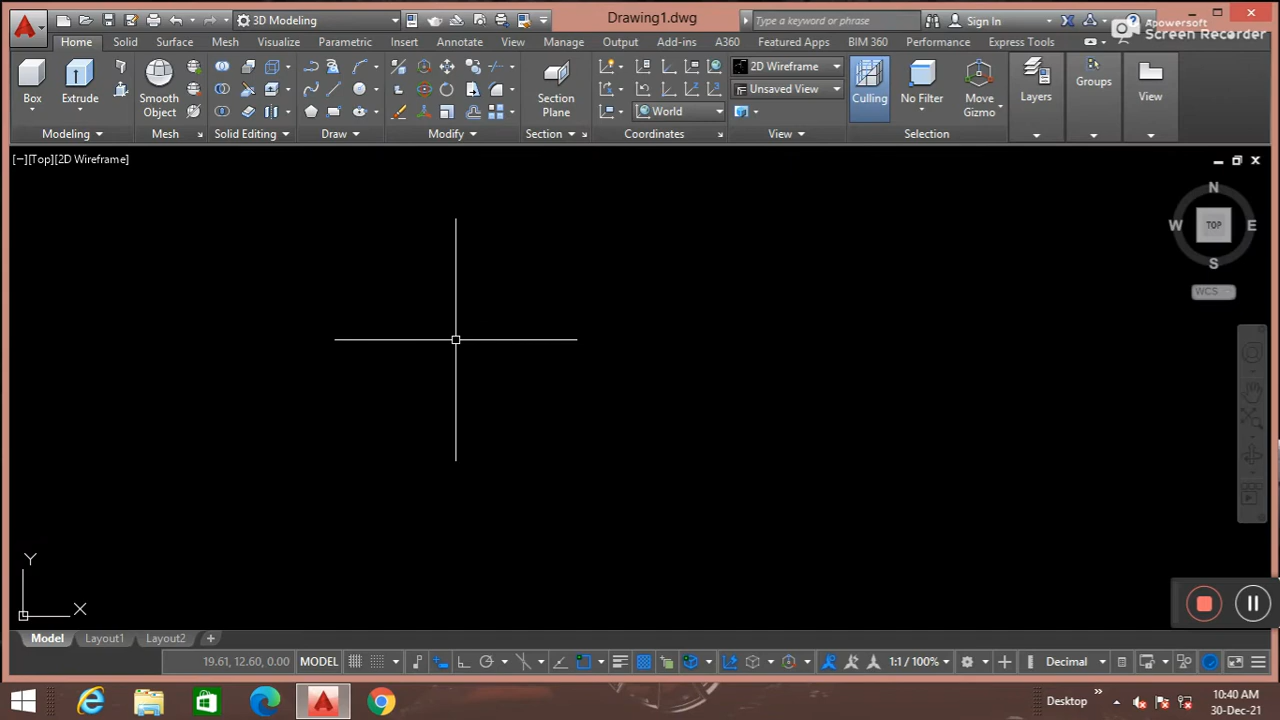 3D Modeling
Drawing1.dwg
Type a keyword or phrase
Sign In
Apowersoft
Screen Recorder
Home
Solid
Surface
Mesh
Visualize
Parametric
Insert
Annotate
View
Manage
Output
Add-ins
A360
Featured Apps
BIM 360
Performance
Express Tools
Box
Extrude
Smooth
Object
Section
Plane
World
2D Wireframe
Unsaved View
Culling
No Filter
Move
Gizmo
Layers
Groups
View
Modeling
Mesh
Solid Editing
Draw
Modify
Section
Coordinates
View
Selection
[−][Top][2D Wireframe]
N
W
TOP
E
S
WCS
Y
X
Model
Layout1
Layout2
19.61, 12.60, 0.00
MODEL
1:1 / 100%
Decimal
Desktop
10:40 AM
30-Dec-21